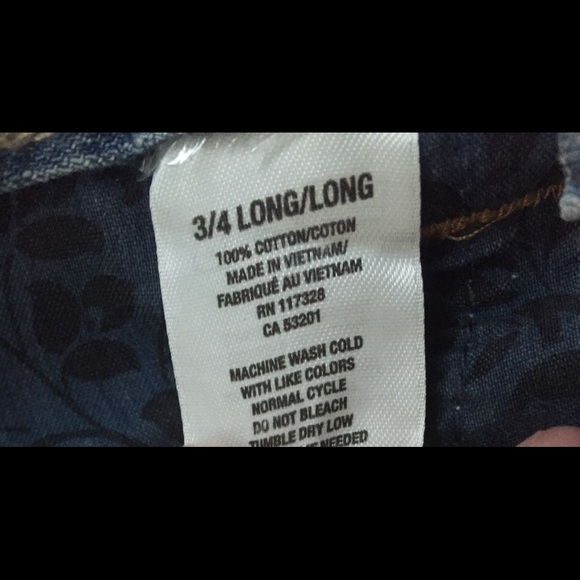 3/4 LONG/LONG
100% COTTON/COTON
MADE IN VIETNAM/
FABRIQUÉ AU VIETNAM
RN 117328
CA 53201
MACHINE WASH COLD
WITH LIKE COLORS
NORMAL CYCLE
DO NOT BLEACH
TUMBLE DRY LOW
NEEDED